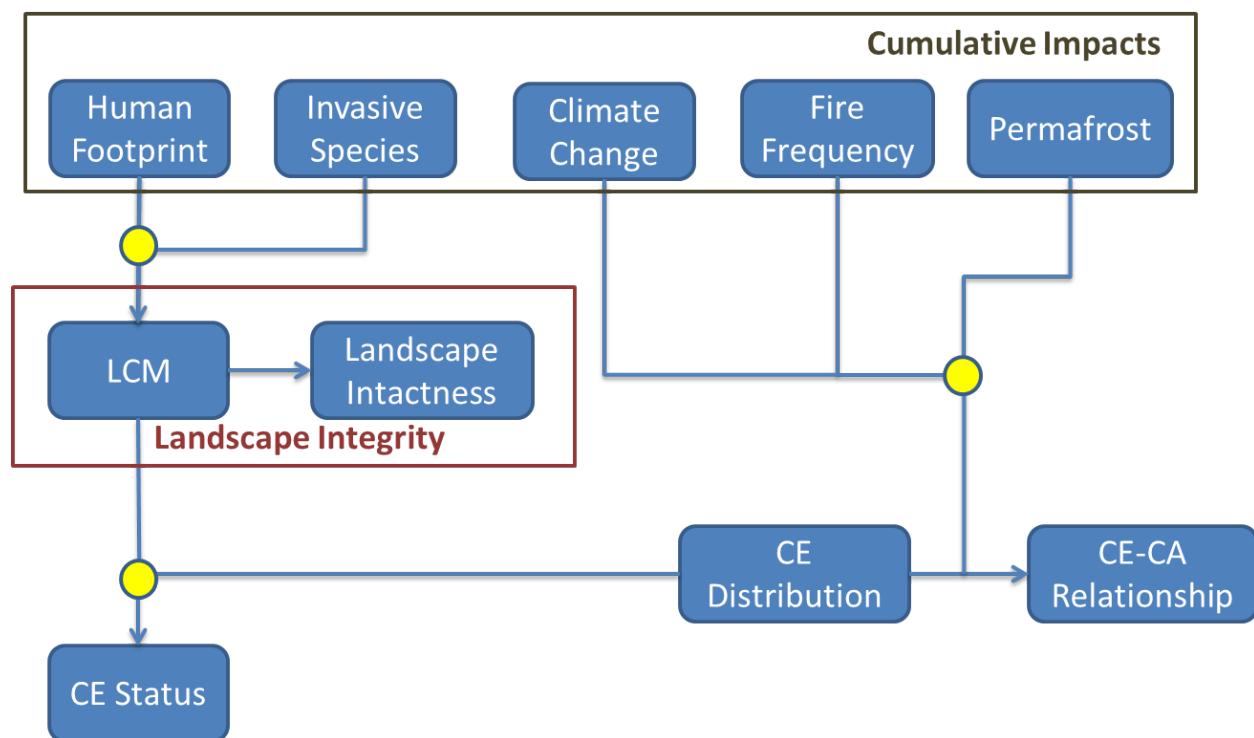 Cumulative Impacts
Human
Footprint
Invasive
Species
Climate
Change
Fire
Frequency
Permafrost
LCM
Landscape
Intactness
Landscape Integrity
CE
Distribution
CE-CA
Relationship
CE Status